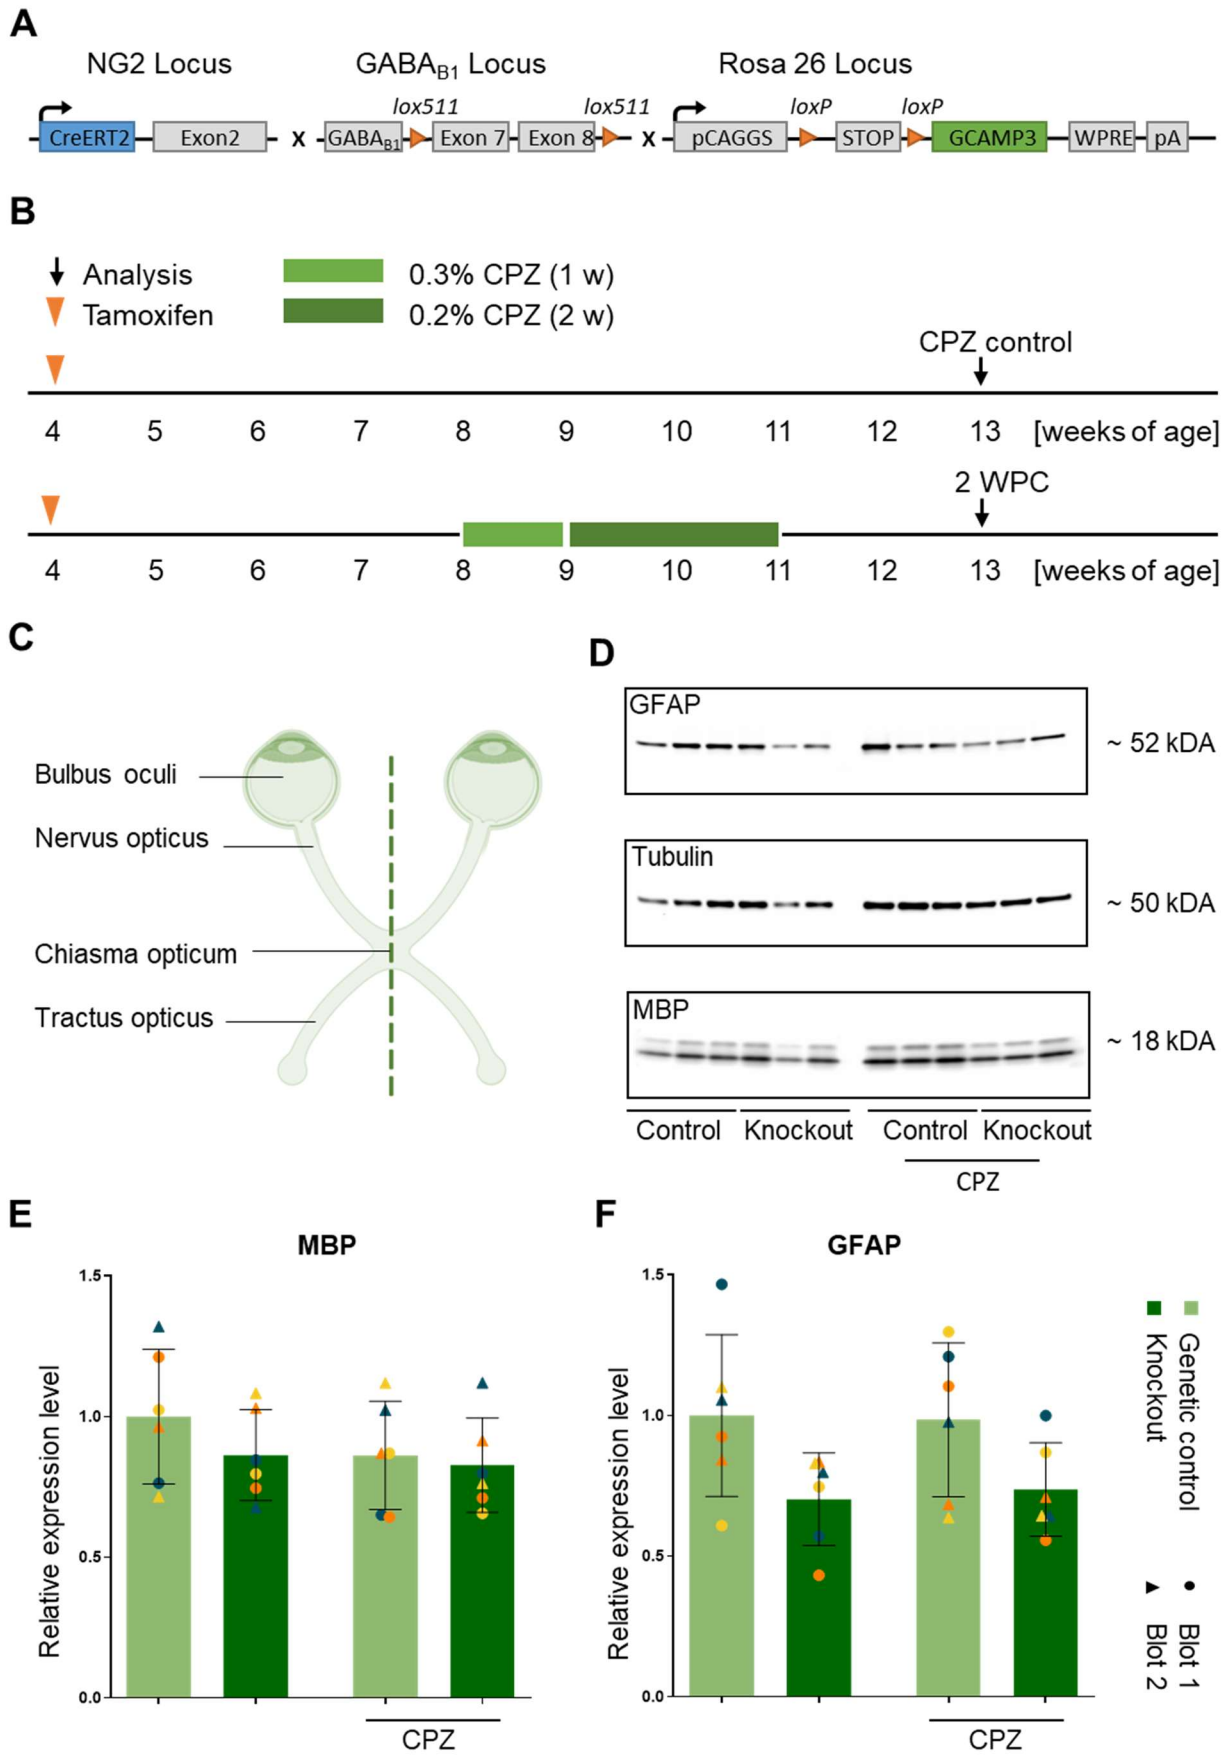 A
NG2 Locus
GABAB1 Locus
Rosa 26 Locus
lox511
lox511
loxP
loxP
CreERT2
Exon2
X
GABAB1
Exon 7
Exon 8
X
pCAGGS
STOP
GCAMP3
WPRE
pA
B
Analysis
0.3% CPZ (1 w)
Tamoxifen
0.2% CPZ (2 w)
CPZ control
4 5 6 7 8 9 10 11 12 13 [weeks of age]
2 WPC
4 5 6 7 8 9 10 11 12 13 [weeks of age]
C
Bulbus oculi
Nervus opticus
Chiasma opticum
Tractus opticus
D
GFAP
~ 52 kDA
Tubulin
~ 50 kDA
MBP
~ 18 kDA
Control Knockout Control Knockout
CPZ
E
MBP
Relative expression level
1.5
1.0
0.5
0.0
CPZ
F
GFAP
Relative expression level
1.5
1.0
0.5
0.0
CPZ
Genetic control
Knockout
Blot 1
Blot 2